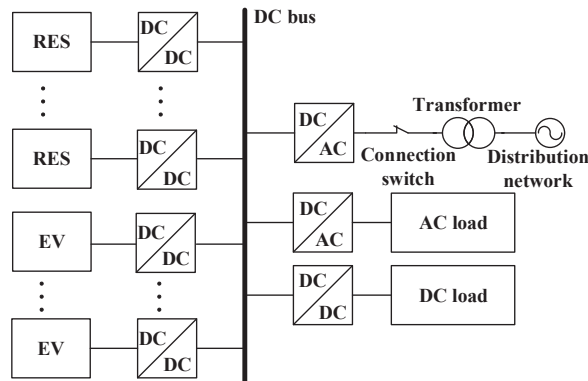 DC bus
RES
DC
DC
RES
DC
DC
EV
DC
DC
EV
DC
DC
DC
AC
Connection
switch
Transformer
Distribution
network
DC
AC
AC load
DC
DC
DC load